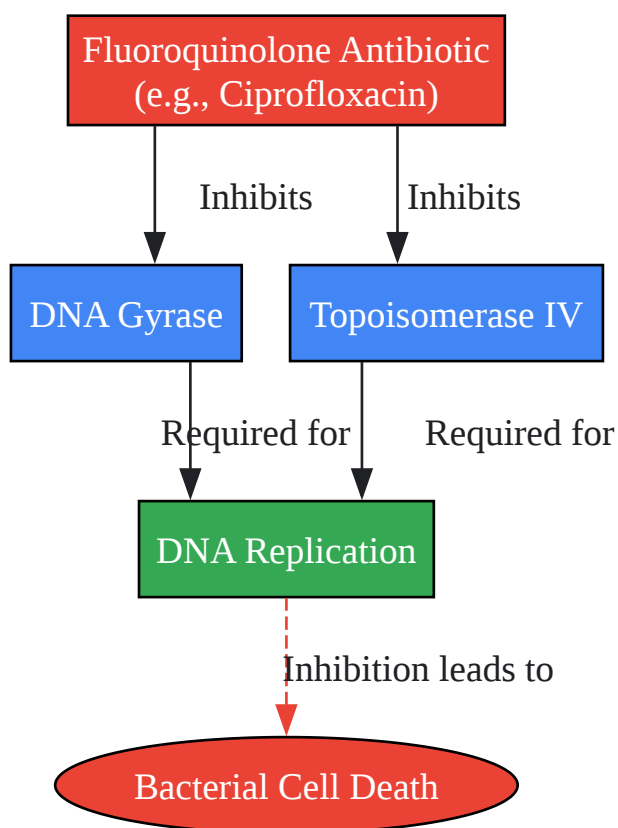 Fluoroquinolone Antibiotic
(e.g., Ciprofloxacin)
Inhibits
Inhibits
DNA Gyrase
Topoisomerase IV
Required for
Required for
DNA Replication
Inhibition leads to
Bacterial Cell Death